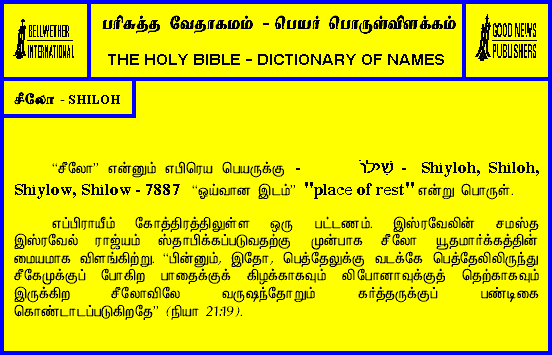 BELLWETHER
INTERNATIONAL
பரிசுத்த வேதாகமம் - பெயர் பொருள்விளக்கம்
THE HOLY BIBLE - DICTIONARY OF NAMES
GOOD NEWS
PUBLISHERS
சீலோ - SHILOH
“சீலோ” என்னும் எபிரெய பெயருக்கு - שִׁילֹו - Shiyloh, Shiloh,
Shiylow, Shilow - 7887 “ஓய்வான இடம்” "place of rest" என்று பொருள்.
எப்பிராயீம் கோத்திரத்திலுள்ள ஒரு பட்டணம். இஸ்ரவேலின் சமஸ்த
இஸ்ரவேல் ராஜ்யம் ஸ்தாபிக்கப்படுவதற்கு முன்பாக சீலோ யூதமார்க்கத்தின்
மையமாக விளங்கிற்று. “பின்னும், இதோ, பெத்தேலுக்கு வடக்கே பெத்தேலிலிருந்து
சீகேமுக்குப் போகிற பாதைக்குக் கிழக்காகவும் லிபோனாவுக்குத் தெற்காகவும்
இருக்கிற சீலோவிலே வருஷந்தோறும் கர்த்தருக்குப் பண்டிகை
கொண்டாடப்படுகிறதே” (நியா 21:19).